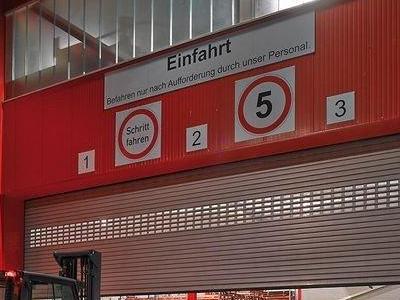 Einfahrt
Befahren nur nach Aufforderung durch unser Personal.
1
Schritt
fahren
2
5
3